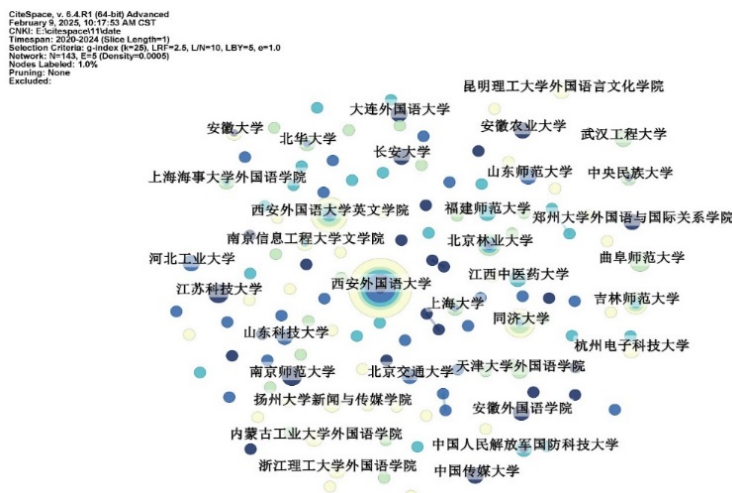 CiteSpace, v. 6.4.R1 (64-bit) Advanced
February 9, 2025, 10:17:53 AM CST
CNKI: E:\citespace\11\date
Timespan: 2020-2024 (Slice Length=1)
Selection Criteria: g-index (k=25), LRF=2.5, L/N=10, LBY=5, e=1.0
Network: N=143, E=5 (Density=0.0005)
Nodes Labeled: 1.0%
Pruning: None
Excluded:
昆明理工大学外国语言文化学院
大连外国语大学
安徽大学
北华大学
安徽农业大学
武汉工程大学
长安大学
上海海事大学外国语学院
山东师范大学
中央民族大学
西安外国语大学英文学院
福建师范大学
郑州大学外国语与国际关系学院
南京信息工程大学文学院
北京林业大学
河北工业大学
曲阜师范大学
江西中医药大学
西安外国语大学
江苏科技大学
上海大学
吉林师范大学
同济大学
山东科技大学
杭州电子科技大学
南京师范大学
北京交通大学
天津大学外国语学院
扬州大学新闻与传媒学院
安徽外国语学院
内蒙古工业大学外国语学院
中国人民解放军国防科技大学
浙江理工大学外国语学院
中国传媒大学